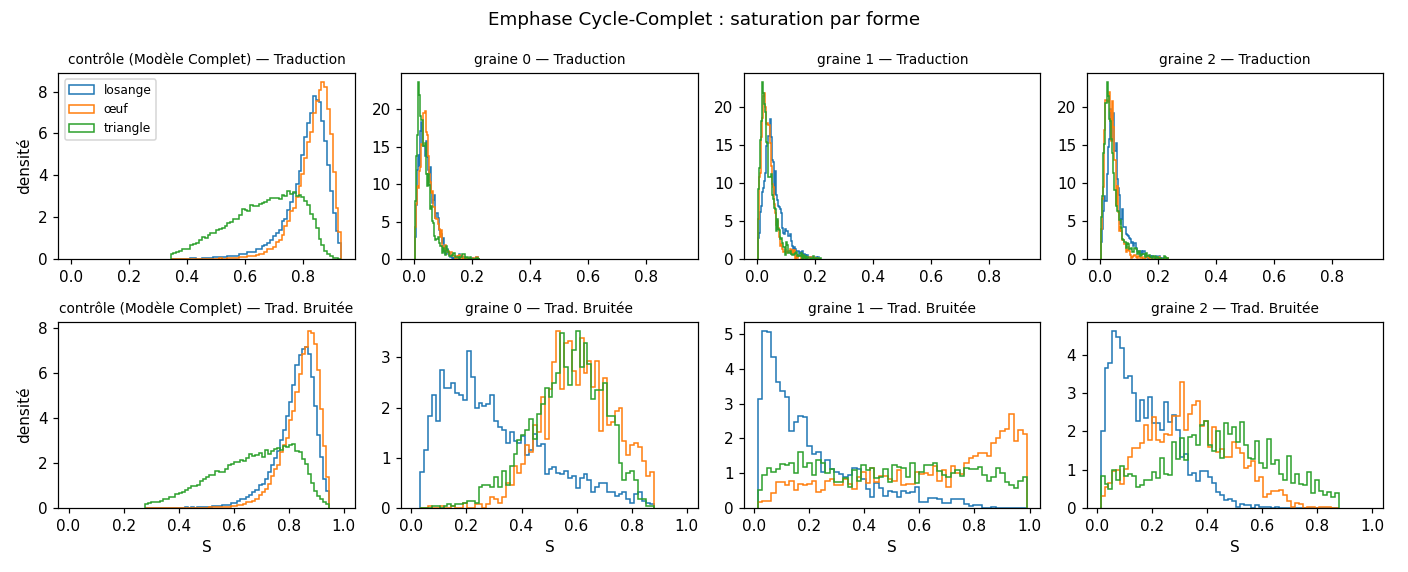 Emphase Cycle-Complet : saturation par forme
contrôle (Modèle Complet) — Traduction
graine 0 — Traduction
graine 1 — Traduction
graine 2 — Traduction
densité
8
6
4
2
0
losange
œuf
triangle
0.0 0.2 0.4 0.6 0.8
20
15
10
5
0
0.0 0.2 0.4 0.6 0.8
20
15
10
5
0
0.0 0.2 0.4 0.6 0.8
20
15
10
5
0
0.0 0.2 0.4 0.6 0.8
contrôle (Modèle Complet) — Trad. Bruitée
graine 0 — Trad. Bruitée
graine 1 — Trad. Bruitée
graine 2 — Trad. Bruitée
densité
8
6
4
2
0
0.0 0.2 0.4 0.6 0.8 1.0
S
3
2
1
0
0.0 0.2 0.4 0.6 0.8 1.0
S
5
4
3
2
1
0
0.0 0.2 0.4 0.6 0.8 1.0
S
4
3
2
1
0
0.0 0.2 0.4 0.6 0.8 1.0
S